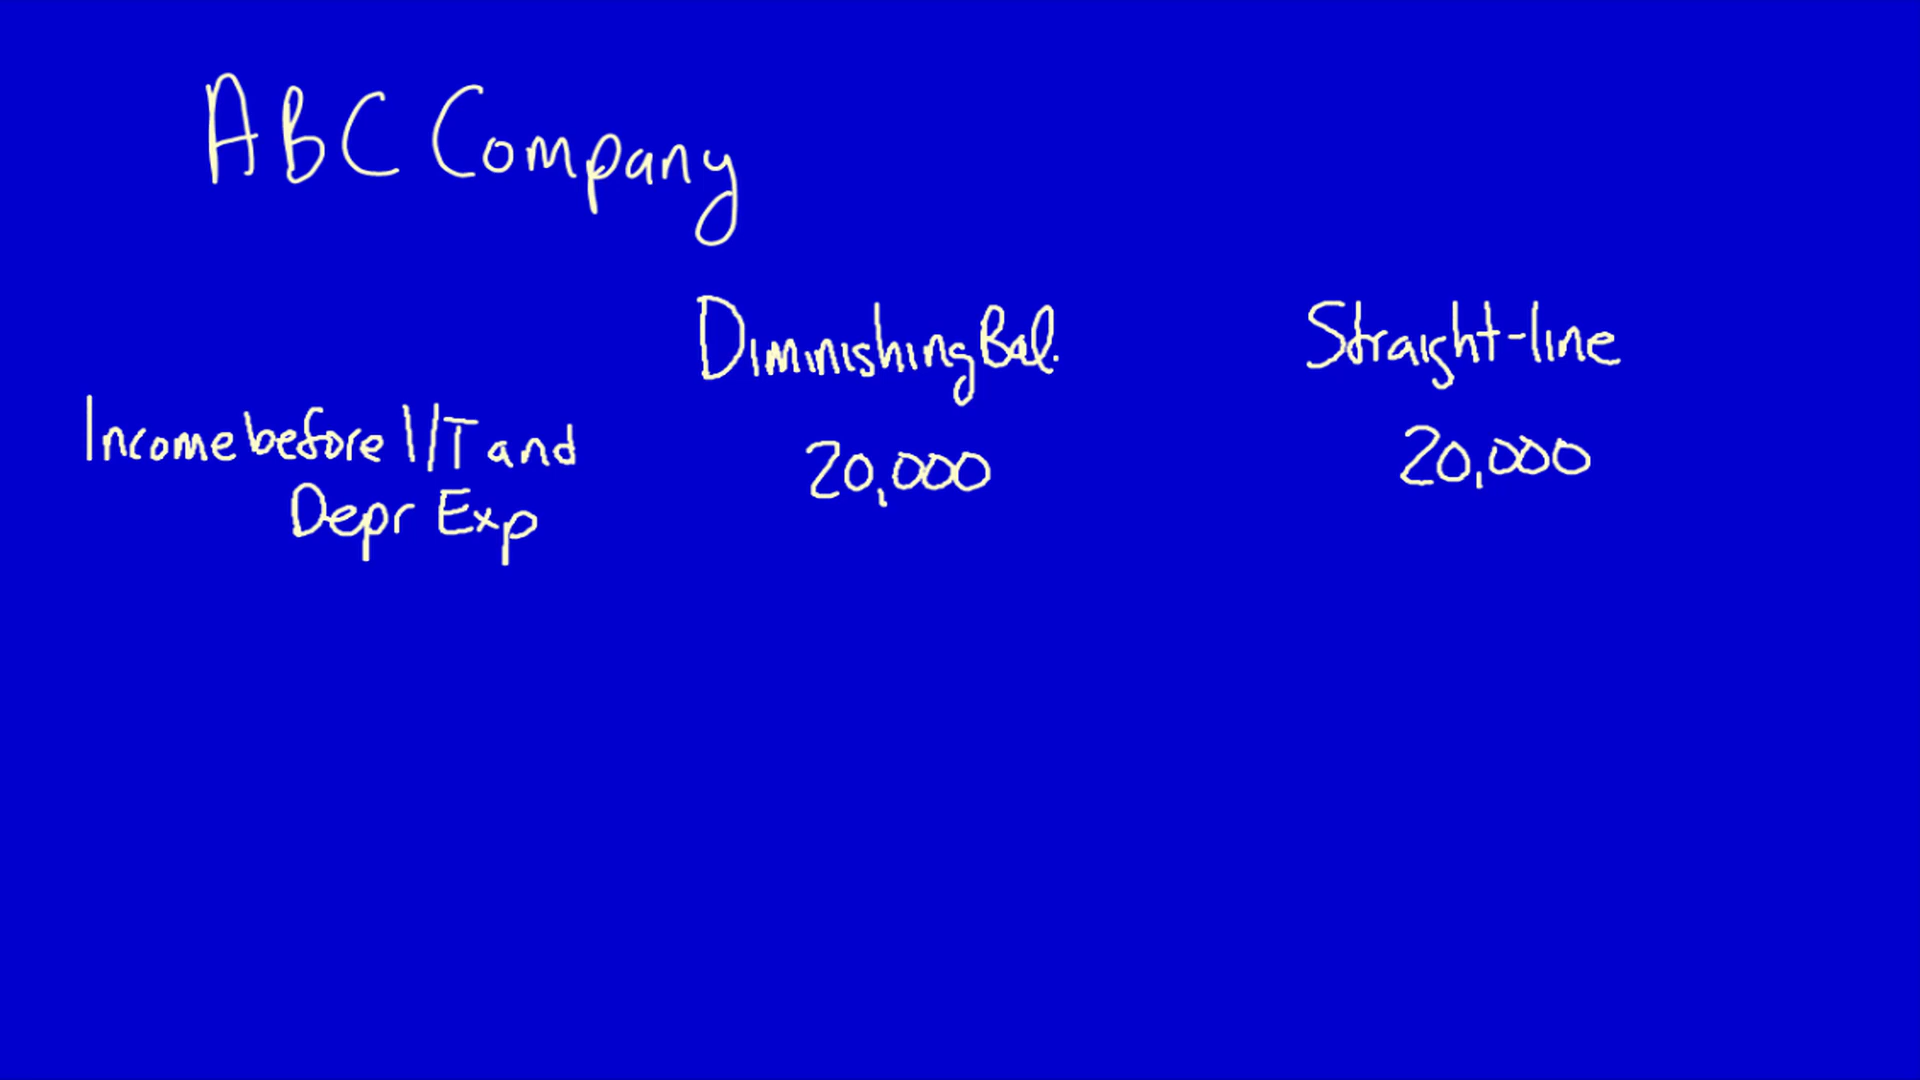 ABC Company
Diminishing Bal. Straight-line
Income before I/T and 20,000 20,000
Depr Exp